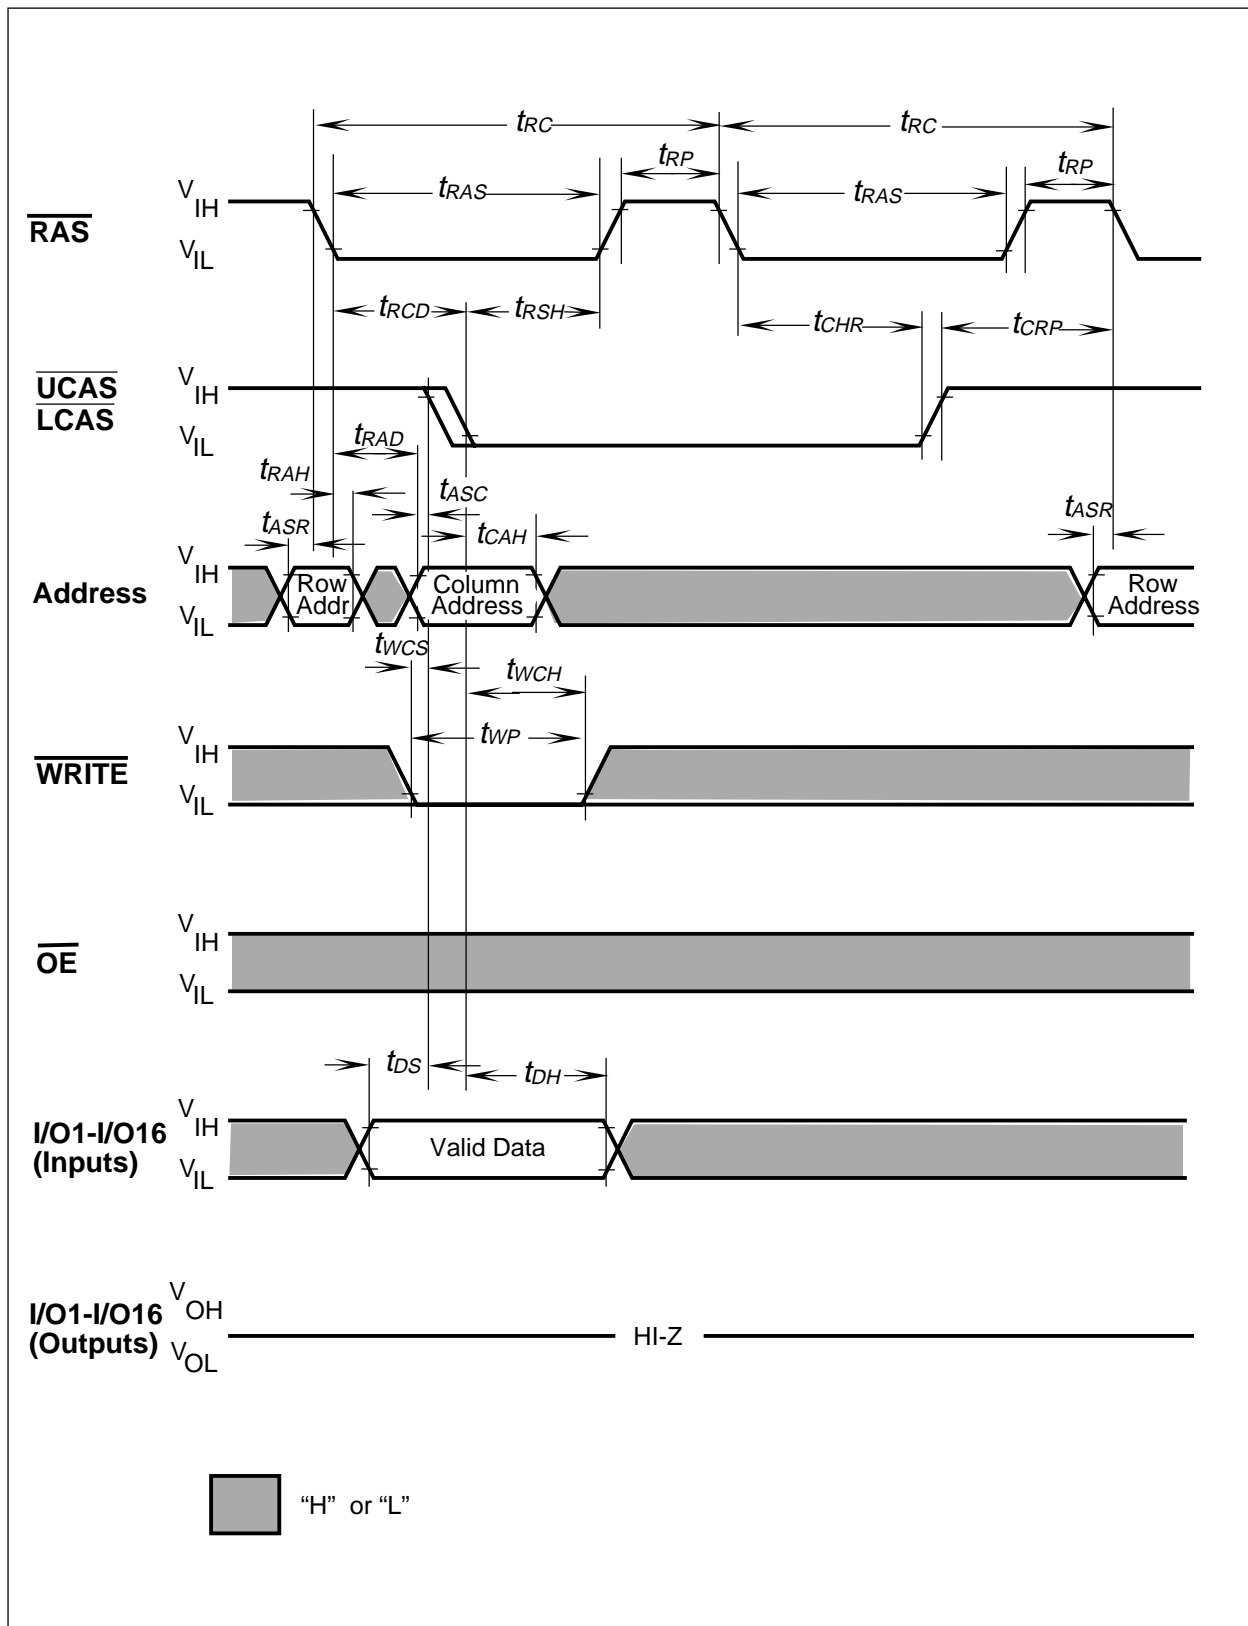 tRC tRC
tRP tRP
tRAS tRAS
RAS VIH
VIL
tRCD tRSH tCHR tCRP
UCAS VIH
LCAS VIL
tRAD
tRAH tASC
tASR tCAH tASR
Address VIH Row Addr Column Address Row Address
VIL
tWCS tWCH
tWP
WRITE VIH
VIL
OE VIH
VIL
tDS tDH
I/O1-I/O16 VIH
(Inputs) VIL Valid Data
I/O1-I/O16 VOH
(Outputs) VOL HI-Z
“H” or “L”